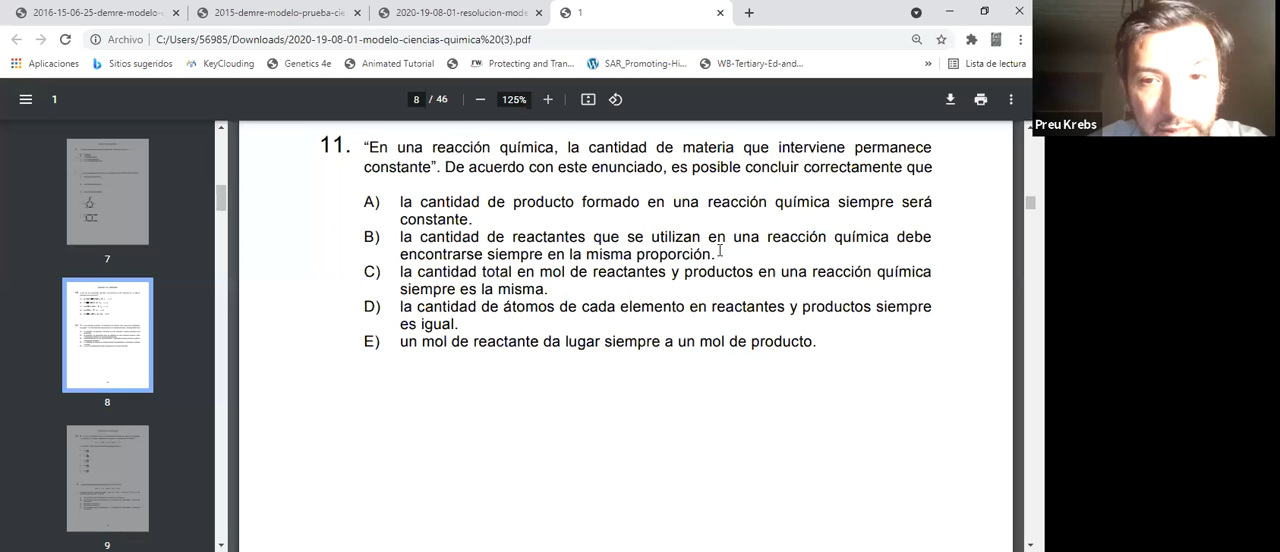 2016-15-06-25-demre-modelo-
2015-demre-modelo-prueba-cie
2020-19-08-01-resolucion-mode
1
Archivo C:/Users/56985/Downloads/2020-19-08-01-modelo-ciencias-quimica%20(3).pdf
Aplicaciones Sitios sugeridos KeyClouding Genetics 4e Animated Tutorial Protecting and Tran... SAR_Promoting-Hi... WB-Tertiary-Ed-and... » Lista de lectura
1 8 / 46 125%
Preu Krebs
11. “En una reacción química, la cantidad de materia que interviene permanece
constante”. De acuerdo con este enunciado, es posible concluir correctamente que
A) la cantidad de producto formado en una reacción química siempre será
constante.
B) la cantidad de reactantes que se utilizan en una reacción química debe
encontrarse siempre en la misma proporción.
C) la cantidad total en mol de reactantes y productos en una reacción química
siempre es la misma.
D) la cantidad de átomos de cada elemento en reactantes y productos siempre
es igual.
E) un mol de reactante da lugar siempre a un mol de producto.
7
8
9